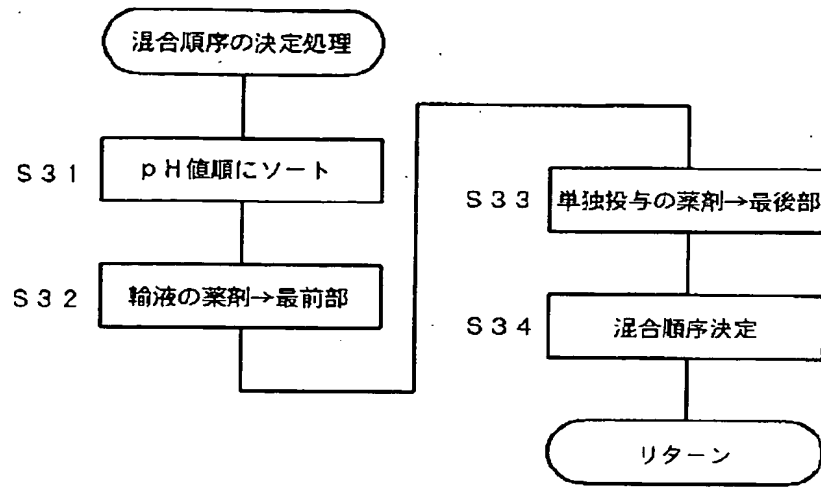 混合順序の決定処理
S31
pH値順にソート
S32
輸液の薬剤→最前部
S33
単独投与の薬剤→最後部
S34
混合順序決定
リターン